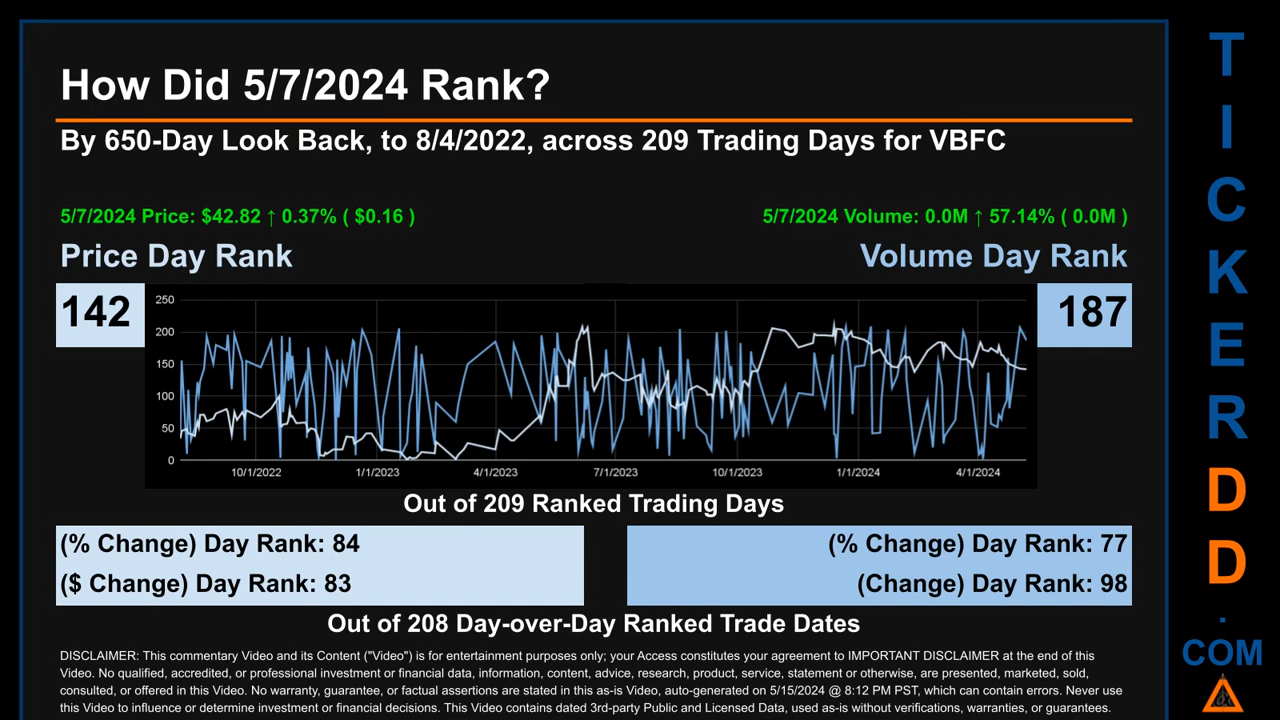 How Did 5/7/2024 Rank?
By 650-Day Look Back, to 8/4/2022, across 209 Trading Days for VBFC
5/7/2024 Price: $42.82 ↑ 0.37% ( $0.16 )
5/7/2024 Volume: 0.0M ↑ 57.14% ( 0.0M )
Price Day Rank
Volume Day Rank
142
187
250
200
150
100
50
0
10/1/2022 1/1/2023 4/1/2023 7/1/2023 10/1/2023 1/1/2024 4/1/2024
Out of 209 Ranked Trading Days
(% Change) Day Rank: 84
($ Change) Day Rank: 83
(% Change) Day Rank: 77
(Change) Day Rank: 98
Out of 208 Day-over-Day Ranked Trade Dates
DISCLAIMER: This commentary Video and its Content ("Video") is for entertainment purposes only; your Access constitutes your agreement to IMPORTANT DISCLAIMER at the end of this
Video. No qualified, accredited, or professional investment or financial data, information, content, advice, research, product, service, statement or otherwise, are presented, marketed, sold,
consulted, or offered in this Video. No warranty, guarantee, or factual assertions are stated in this as-is Video, auto-generated on 5/15/2024 @ 8:12 PM PST, which can contain errors. Never use
this Video to influence or determine investment or financial decisions. This Video contains dated 3rd-party Public and Licensed Data, used as-is without verifications, warranties, or guarantees.
T
I
C
K
E
R
D
D
.
COM